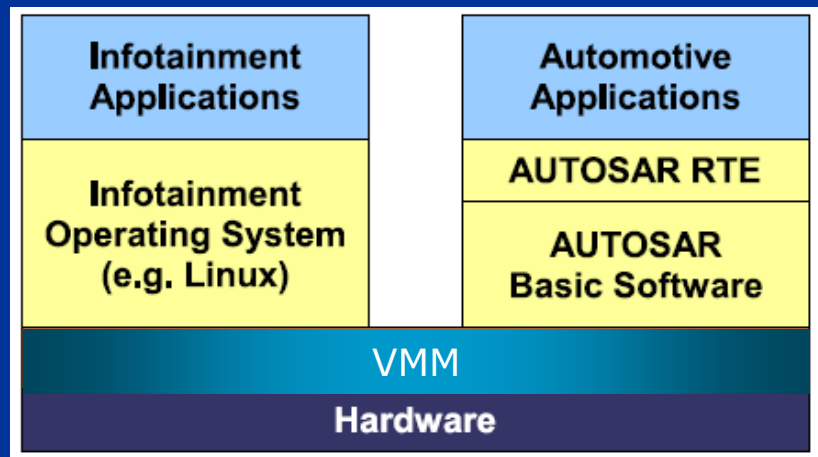 Infotainment
Applications
Infotainment
Operating System
(e.g. Linux)
Automotive
Applications
AUTOSAR RTE
AUTOSAR
Basic Software
VMM
Hardware